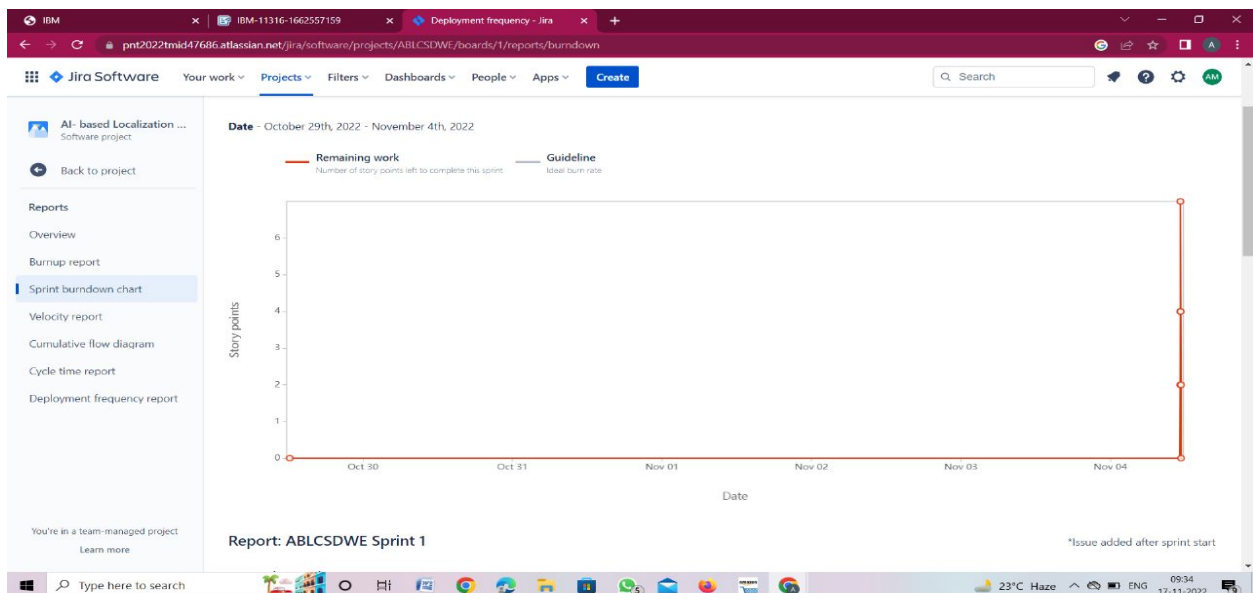 IBM
IBM-11316-1662557159
Deployment frequency - Jira
pnt2022tmid47686.atlassian.net/jira/software/projects/ABLCSDWE/boards/1/reports/burndown
A
Jira Software
Your work
Projects
Filters
Dashboards
People
Apps
Create
Search
AM
AI- based Localization ...
Software project
Back to project
Reports
Overview
Burnup report
Sprint burndown chart
Velocity report
Cumulative flow diagram
Cycle time report
Deployment frequency report
You're in a team-managed project
Learn more
Date - October 29th, 2022 - November 4th, 2022
Remaining work
Number of story points left to complete this sprint
Guideline
Ideal burn rate
Story points
6
5
4
3
2
1
0
Oct 30
Oct 31
Nov 01
Nov 02
Nov 03
Nov 04
Date
Report: ABLCSDWE Sprint 1
*Issue added after sprint start
Type here to search
23°C Haze
ENG
09:34
17-11-2022